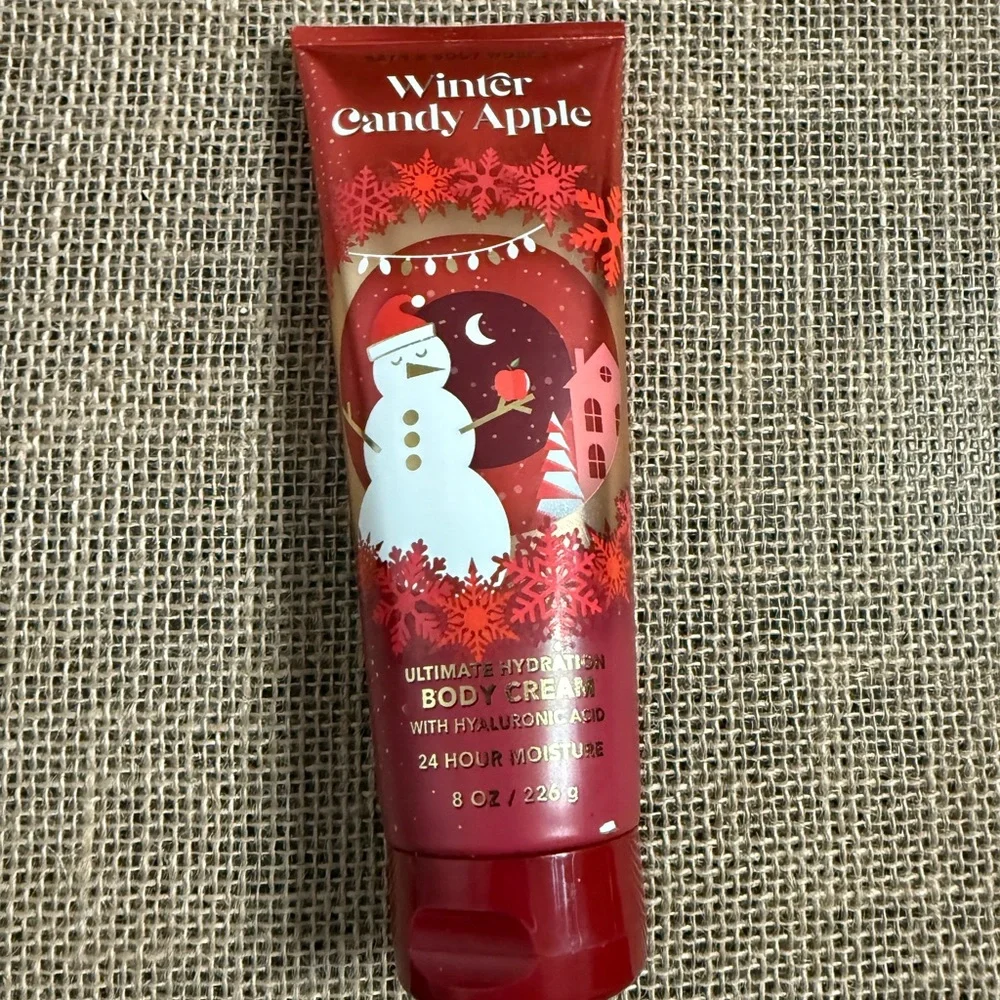 Winter
Candy Apple
ULTIMATE HYDRATION
BODY CREAM
WITH HYALURONIC ACID
24 HOUR MOISTURE
8 OZ / 226 g